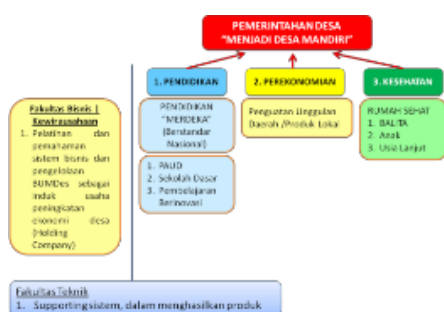 PEMERINTAHAN DESA
"MENJADI DESA MANDIRI"
1. PENDIDIKAN
2. PEREKONOMIAN
3. KESEHATAN
PENDIDIKAN
"MERDEKA"
(Berstandar
Nasional)
Penguatan Unggulan
Daerah /Produk Lokal
RUMAH SEHAT
1. BALITA
2. Anak
3. Usia Lanjut
1. PAUD
2. Sekolah Dasar
3. Pembelajaran
Berinovasi
Fakultas Bisnis |
Kewirausahaan
1. Pelatihan dan
pemahaman
sistem bisnis dan
pengelolaan
BUMDes sebagai
induk usaha
peningkatan
ekonomi desa
(Holding
Company)
Fakultas Teknik
1. Supporting sistem, dalam menghasilkan produk